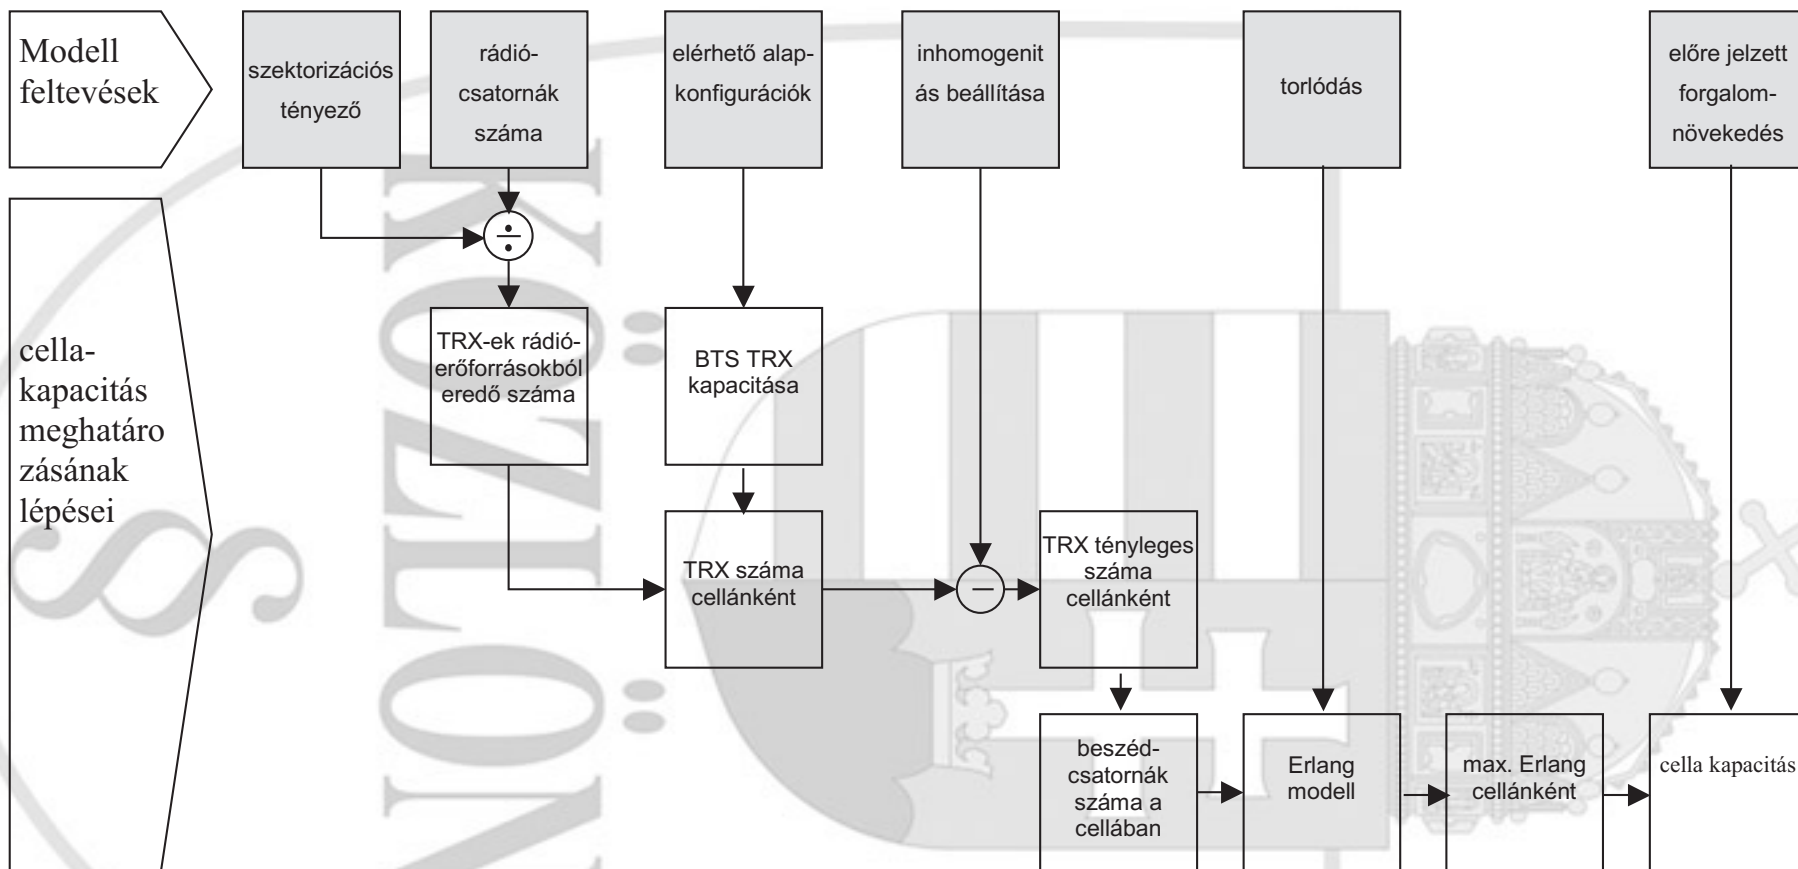 Modell
feltevések
szektorizációs
tényező
rádió-
csatornák
száma
elérhető alap-
konfigurációk
inhomogenit
ás beállítása
torlódás
előre jelzett
forgalom-
növekedés
÷
cella-
kapacitás
meghatáro
zásának
lépései
TRX-ek rádió-
erőforrásokból
eredő száma
BTS TRX
kapacitása
TRX száma
cellánként
−
TRX tényleges
száma
cellánként
beszéd-
csatornák
száma a
cellában
Erlang
modell
max. Erlang
cellánként
cella kapacitás
§
KÖZLÖN